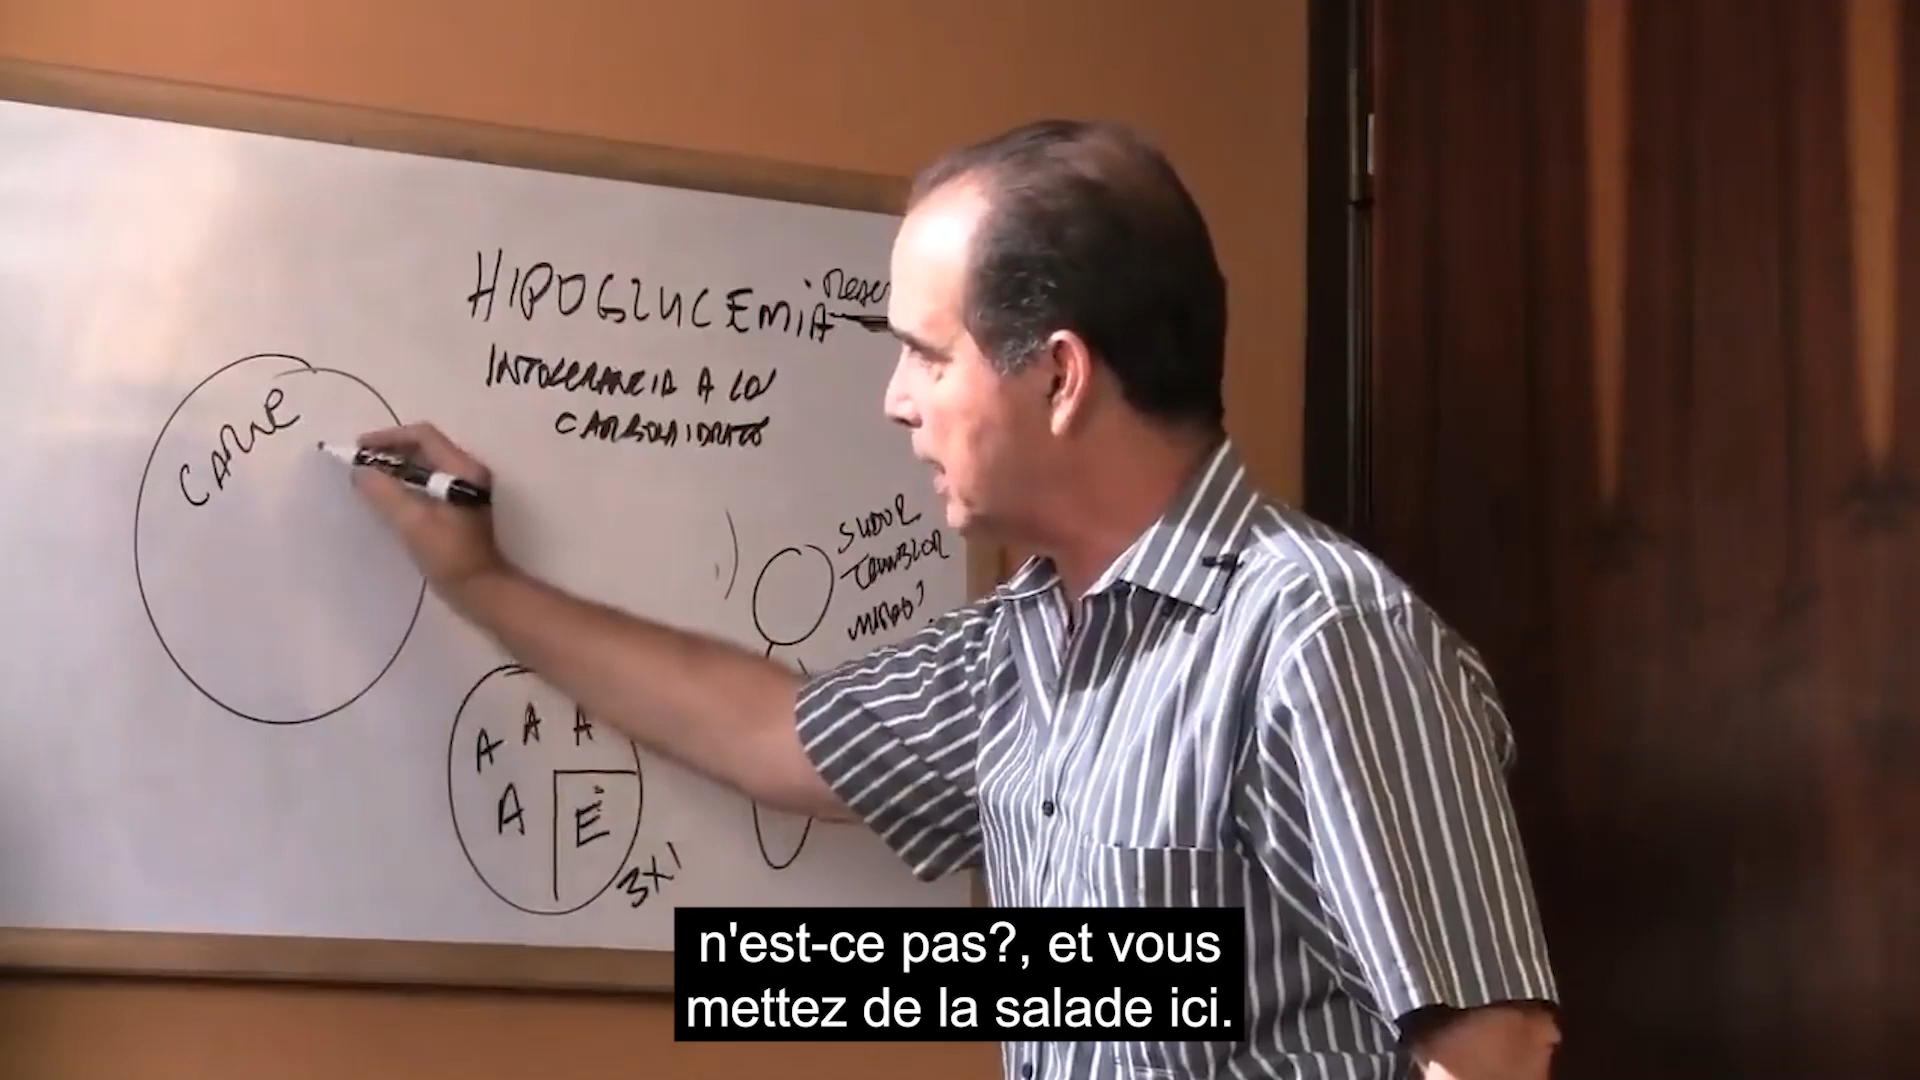 HIPOGLUCEMIA
INTOLERANCIA A LOS
CARBOHIDRATOS
CARNE
SUDOR
TEMBLOR
A A A
A E
3X1
n'est-ce pas?, et vous
mettez de la salade ici.